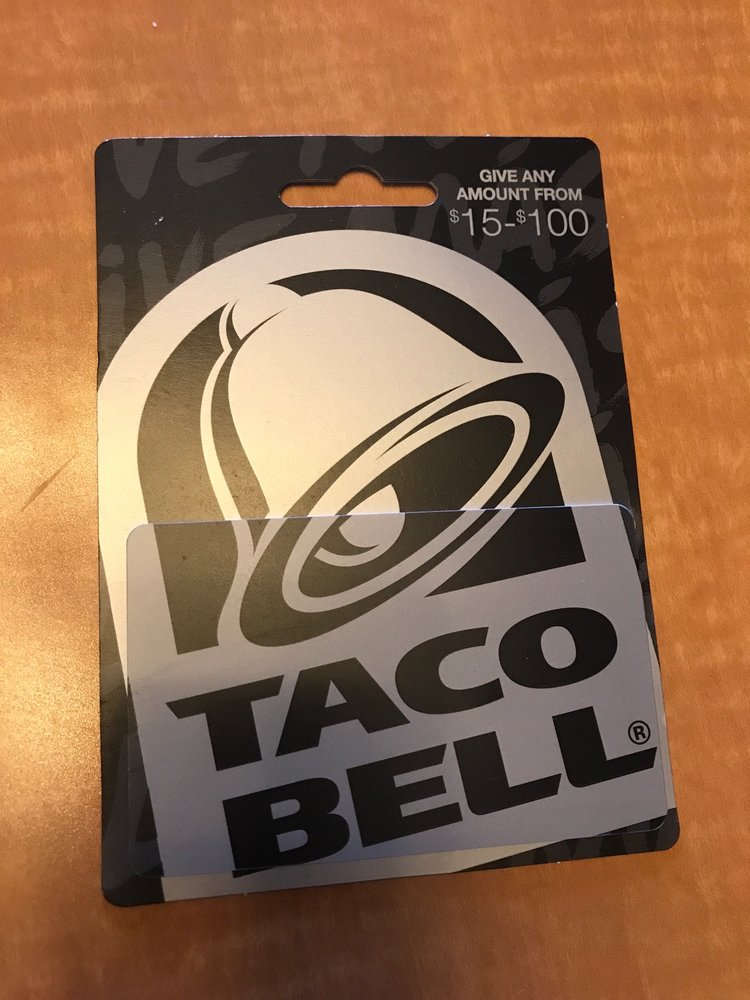 GIVE ANY
AMOUNT FROM
$15-$100
TACO
BELL®